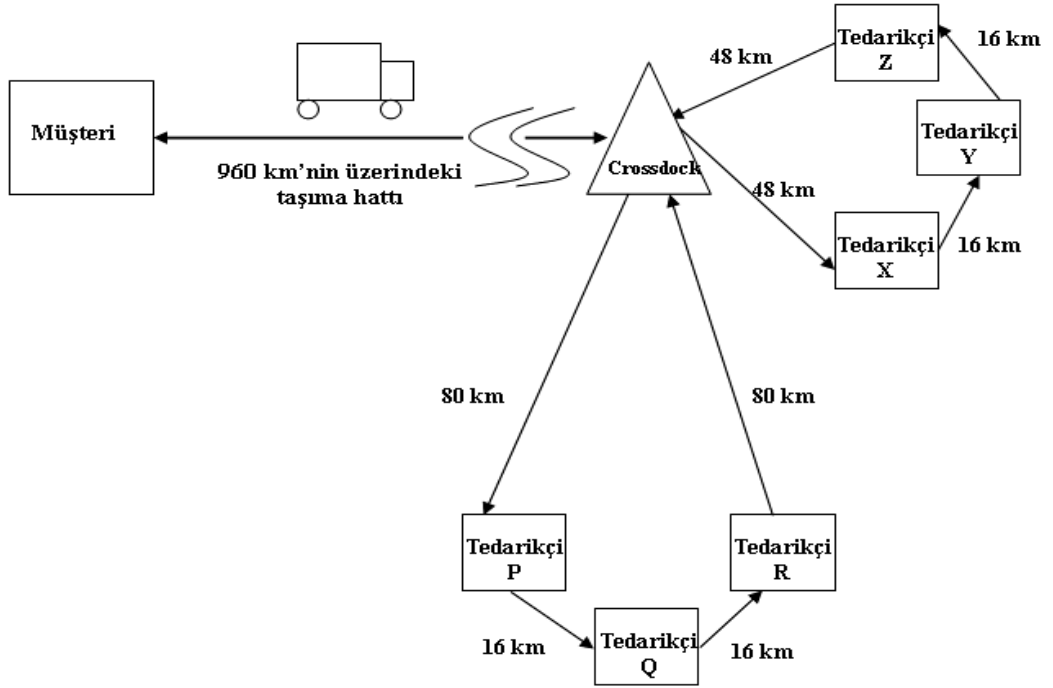 Tedarikçi
Z
16 km
48 km
Müşteri
Tedarikçi
Y
960 km’nin üzerindeki
taşıma hattı
Crossdock
48 km
Tedarikçi
X
16 km
80 km
80 km
Tedarikçi
P
Tedarikçi
R
16 km
Tedarikçi
Q
16 km